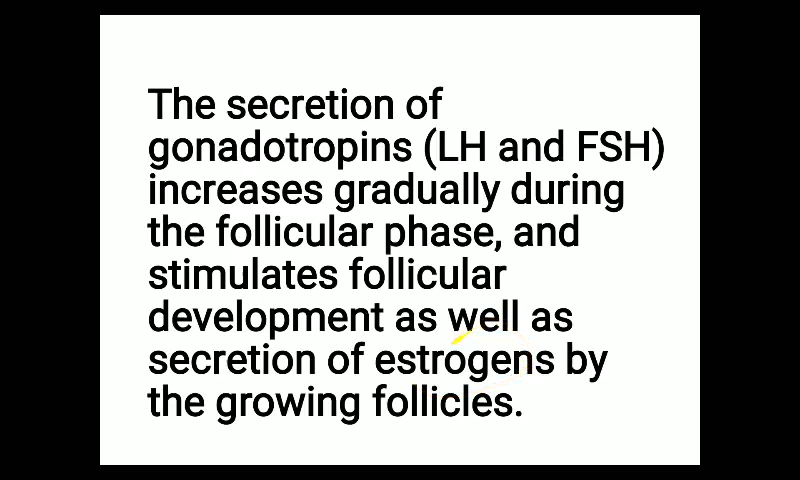 The secretion of
gonadotropins (LH and FSH)
increases gradually during
the follicular phase, and
stimulates follicular
development as well as
secretion of estrogens by
the growing follicles.